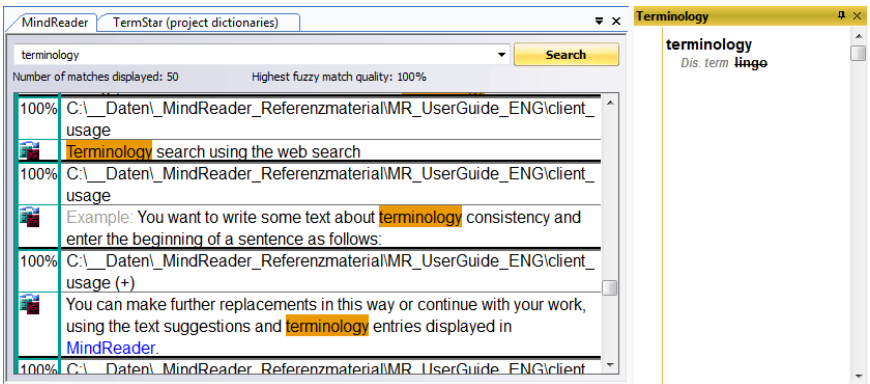 MindReader
TermStar (project dictionaries)
Terminology
terminology
Search
Number of matches displayed: 50
Highest fuzzy match quality: 100%
100% C:\__Daten\_MindReader_Referenzmaterial\MR_UserGuide_ENG\client_
usage
Terminology search using the web search
100% C:\__Daten\_MindReader_Referenzmaterial\MR_UserGuide_ENG\client_
usage
Example: You want to write some text about terminology consistency and
enter the beginning of a sentence as follows:
100% C:\__Daten\_MindReader_Referenzmaterial\MR_UserGuide_ENG\client_
usage (+)
You can make further replacements in this way or continue with your work,
using the text suggestions and terminology entries displayed in
MindReader.
100% C:\__Daten\_MindReader_Referenzmaterial\MR_UserGuide_ENG\client_
terminology
Dis. term lingo